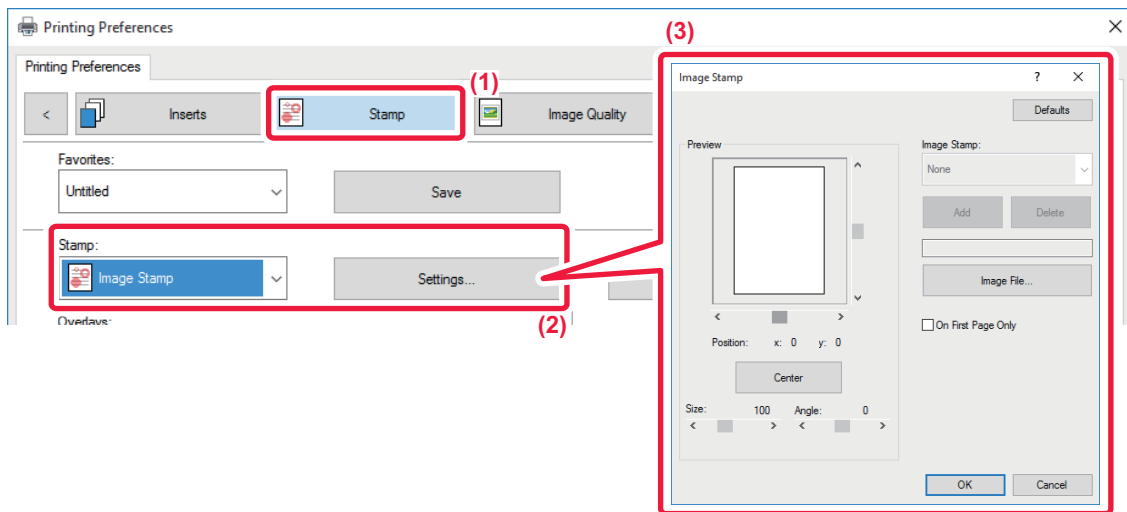 Printing Preferences
Printing Preferences
(1)
< Inserts Stamp Image Quality
Favorites:
Untitled Save
Stamp:
Image Stamp Settings...
(2)
Overlays:
(3)
Image Stamp ? ×
Defaults
Preview
Image Stamp:
None
Add Delete
Image File...
On First Page Only
Position: x: 0 y: 0
Center
Size: 100 Angle: 0
OK Cancel